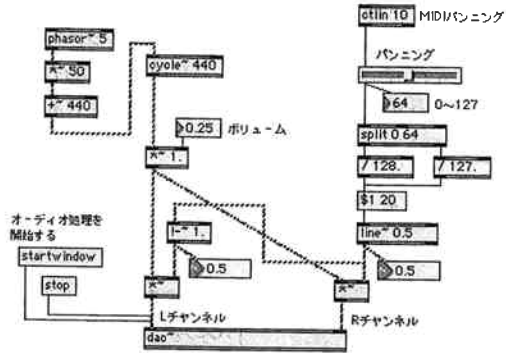 ctlin 10 MIDIパンニング
phasor~ 5
*~ 50
+~ 440
cycle~ 440
パンニング
64 0~127
0.25 ボリューム
*~ 1.
split 0 64
/ 128. / 127.
$1 20
オーディオ処理を
開始する
startwindow
stop
!-~ 1.
0.5
line~ 0.5
0.5
*~
*~
Lチャンネル
Rチャンネル
dac~